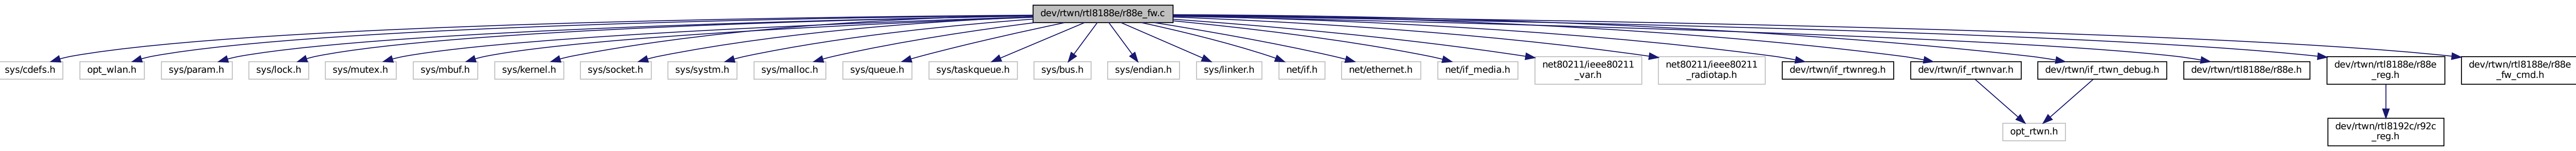 dev/rtwn/rtl8188e/r88e_fw.c
sys/cdefs.h
opt_wlan.h
sys/param.h
sys/lock.h
sys/mutex.h
sys/mbuf.h
sys/kernel.h
sys/socket.h
sys/systm.h
sys/malloc.h
sys/queue.h
sys/taskqueue.h
sys/bus.h
sys/endian.h
sys/linker.h
net/if.h
net/ethernet.h
net/if_media.h
net80211/ieee80211
_var.h
net80211/ieee80211
_radiotap.h
dev/rtwn/if_rtwnreg.h
dev/rtwn/if_rtwnvar.h
dev/rtwn/if_rtwn_debug.h
dev/rtwn/rtl8188e/r88e.h
dev/rtwn/rtl8188e/r88e
_reg.h
dev/rtwn/rtl8188e/r88e
_fw_cmd.h
opt_rtwn.h
dev/rtwn/rtl8192c/r92c
_reg.h